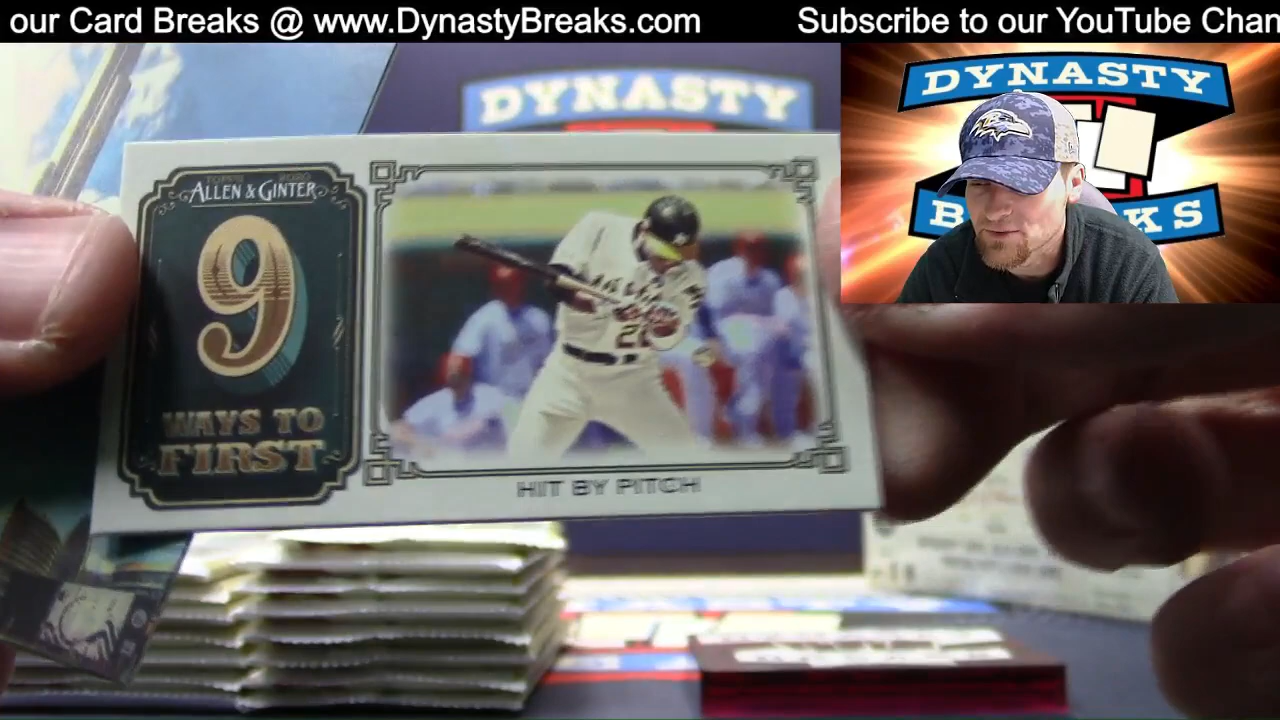 our Card Breaks @ www.DynastyBreaks.com
Subscribe to our YouTube Chan
DYNASTY
DYNASTY
TOPPS 2020
ALLEN & GINTER
9
WAYS TO
FIRST
HIT BY PITCH